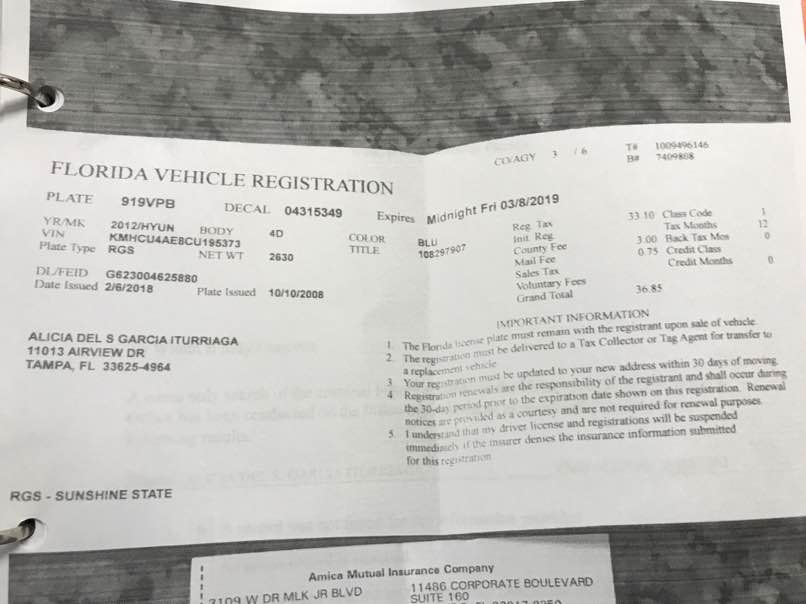 CO/AGY 3 / 6 T# 1009496146
B# 7409808
FLORIDA VEHICLE REGISTRATION
PLATE 919VPB DECAL 04315349 Expires Midnight Fri 03/8/2019
YR/MK 2012/HYUN BODY 4D COLOR BLU
VIN KMHCU4AE8CU195373 TITLE 108297907
Plate Type RGS NET WT 2630
DL/FEID G623004625880
Date Issued 2/6/2018 Plate Issued 10/10/2008
Reg. Tax 33.10 Class Code 1
Init. Reg. Tax Months 12
County Fee 3.00 Back Tax Mos 0
Mail Fee 0.75 Credit Class
Sales Tax Credit Months 0
Voluntary Fees
Grand Total 36.85
ALICIA DEL S GARCIA ITURRIAGA
11013 AIRVIEW DR
TAMPA, FL 33625-4964
IMPORTANT INFORMATION
1. The Florida license plate must remain with the registrant upon sale of vehicle.
2. The registration must be delivered to a Tax Collector or Tag Agent for transfer to
a replacement vehicle.
3. Your registration must be updated to your new address within 30 days of moving.
4. Registration renewals are the responsibility of the registrant and shall occur during
the 30-day period prior to the expiration date shown on this registration. Renewal
notices are provided as a courtesy and are not required for renewal purposes.
5. I understand that my driver license and registrations will be suspended
immediately if the insurer denies the insurance information submitted
for this registration.
RGS - SUNSHINE STATE
Amica Mutual Insurance Company
3109 W DR MLK JR BLVD 11486 CORPORATE BOULEVARD
SUITE 160